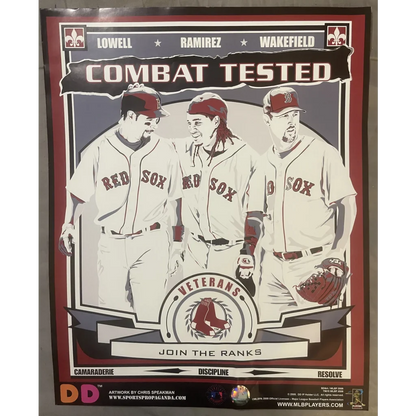 LOWELL ★ RAMIREZ ★ WAKEFIELD
COMBAT TESTED
RED SOX
RED SOX
SOX
VETERANS
JOIN THE RANKS
CAMARADERIE DISCIPLINE RESOLVE
DD™
ARTWORK BY CHRIS SPEAKMAN
WWW.SPORTSPROPAGANDA.COM
WWW.MLBPLAYERS.COM